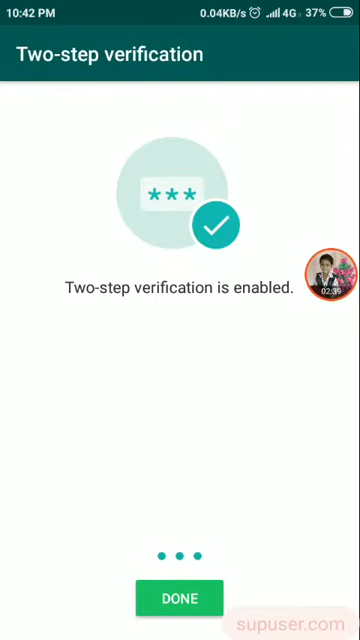 10:42 PM 0.04KB/s 4G 37%
Two-step verification
***
Two-step verification is enabled.
02:39
DONE
supuser.com